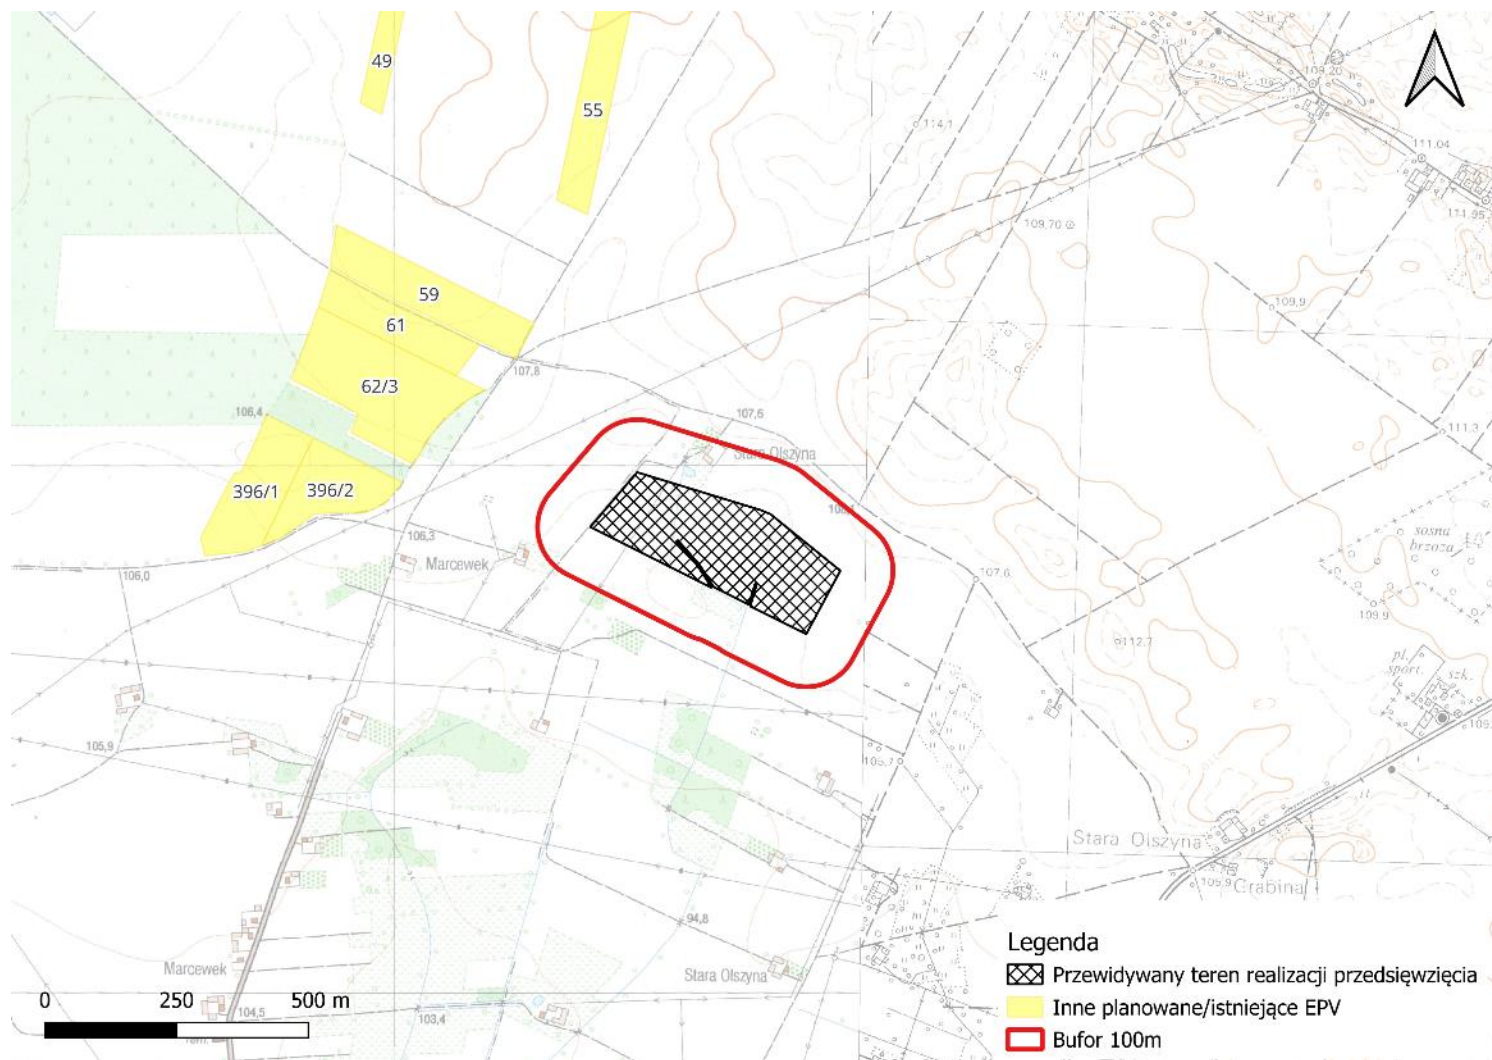 49
55
109,20
114,1
111.04
111,95
109,70
59
109,9
61
107,8
62/3
106,4
107,6
111.3
Stara Olszyna
396/1
396/2
106,3
sosna
brzoza
Marcewek
106,0
107.6
109.9
112.7
pl.
sport.
szk.
109.
105,9
Stara Olszyna
105.9
Grabina
94,8
Marcewek
Stara Olszyna
104,5
103,4
0 250 500 m
Legenda
Przewidywany teren realizacji przedsięwzięcia
Inne planowane/istniejące EPV
Bufor 100m